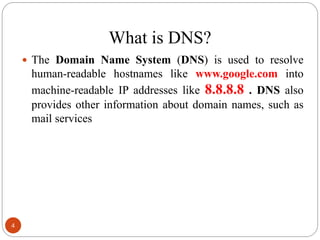 What is DNS?
The Domain Name System (DNS) is used to resolve
human-readable hostnames like www.google.com into
machine-readable IP addresses like 8.8.8.8 . DNS also
provides other information about domain names, such as
mail services
4